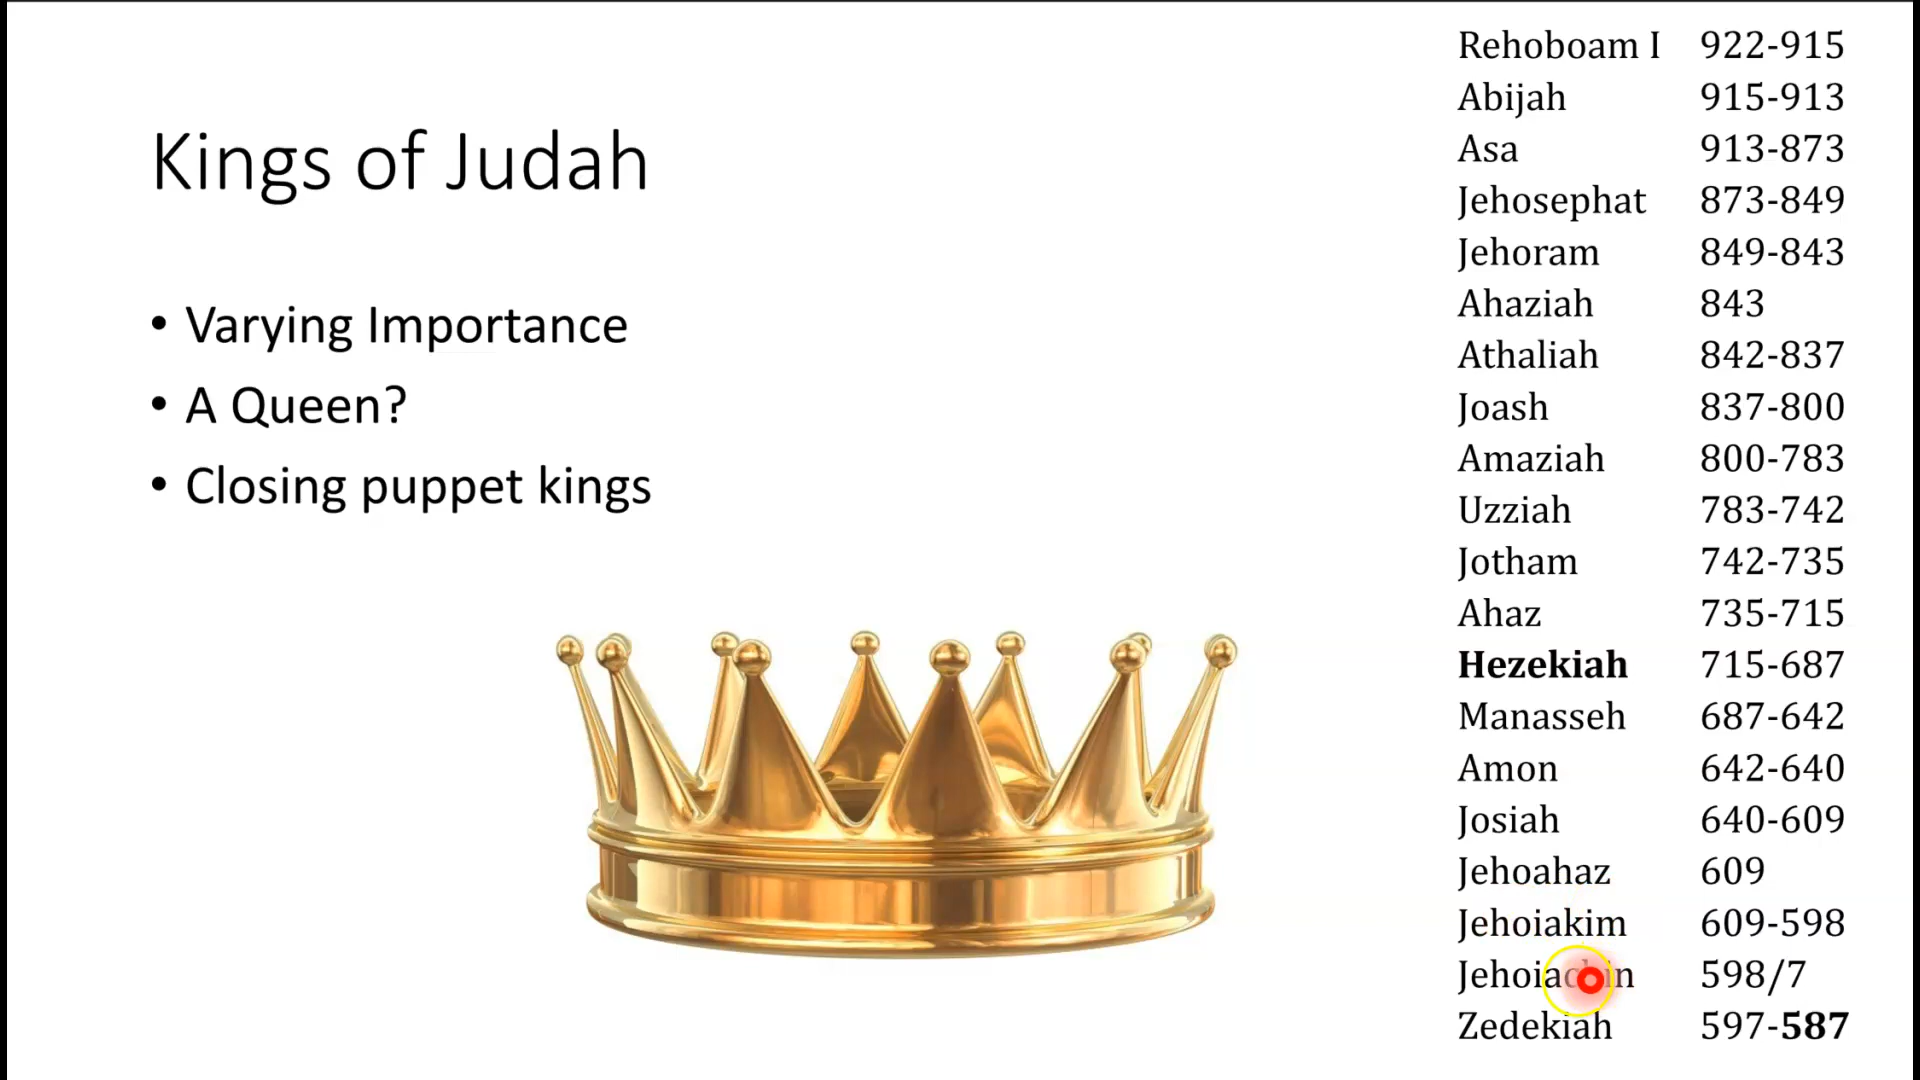 Kings of Judah
• Varying Importance
• A Queen?
• Closing puppet kings
Rehoboam I 922-915
Abijah 915-913
Asa 913-873
Jehosephat 873-849
Jehoram 849-843
Ahaziah 843
Athaliah 842-837
Joash 837-800
Amaziah 800-783
Uzziah 783-742
Jotham 742-735
Ahaz 735-715
Hezekiah 715-687
Manasseh 687-642
Amon 642-640
Josiah 640-609
Jehoahaz 609
Jehoiakim 609-598
Jehoiachin 598/7
Zedekiah 597-587